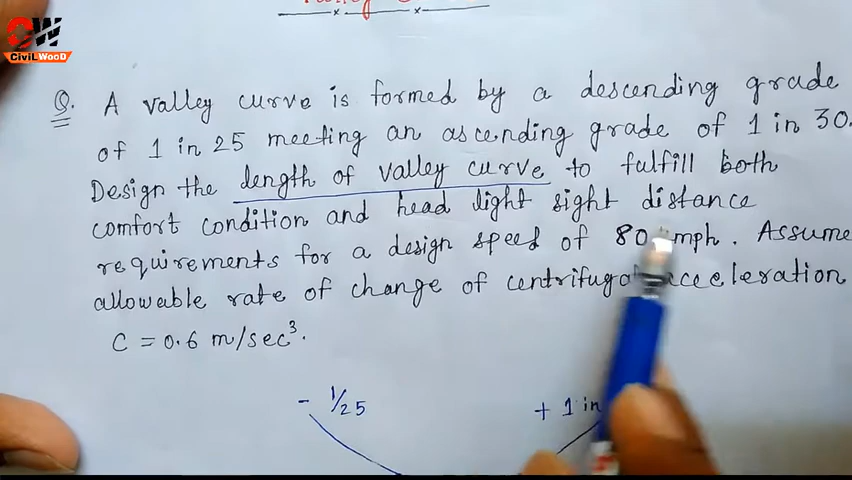 CW
CiviL WooD
Q. A valley curve is formed by a descending grade
of 1 in 25 meeting an ascending grade of 1 in 30.
Design the length of valley curve to fulfill both
comfort condition and head light sight distance
requirements for a design speed of 80 mph. Assume
allowable rate of change of centrifugal acceleration
C = 0.6 m/sec³.
- 1/25
+ 1 in